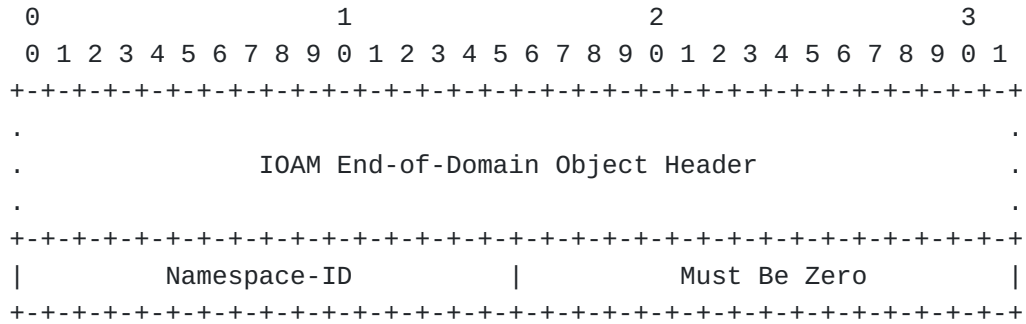 0                   1                   2                   3
 0 1 2 3 4 5 6 7 8 9 0 1 2 3 4 5 6 7 8 9 0 1 2 3 4 5 6 7 8 9 0 1
+-+-+-+-+-+-+-+-+-+-+-+-+-+-+-+-+-+-+-+-+-+-+-+-+-+-+-+-+-+-+-+-+
.                                                               .
.               IOAM End-of-Domain Object Header                .
.                                                               .
+-+-+-+-+-+-+-+-+-+-+-+-+-+-+-+-+-+-+-+-+-+-+-+-+-+-+-+-+-+-+-+-+
|         Namespace-ID          |          Must Be Zero         |
+-+-+-+-+-+-+-+-+-+-+-+-+-+-+-+-+-+-+-+-+-+-+-+-+-+-+-+-+-+-+-+-+